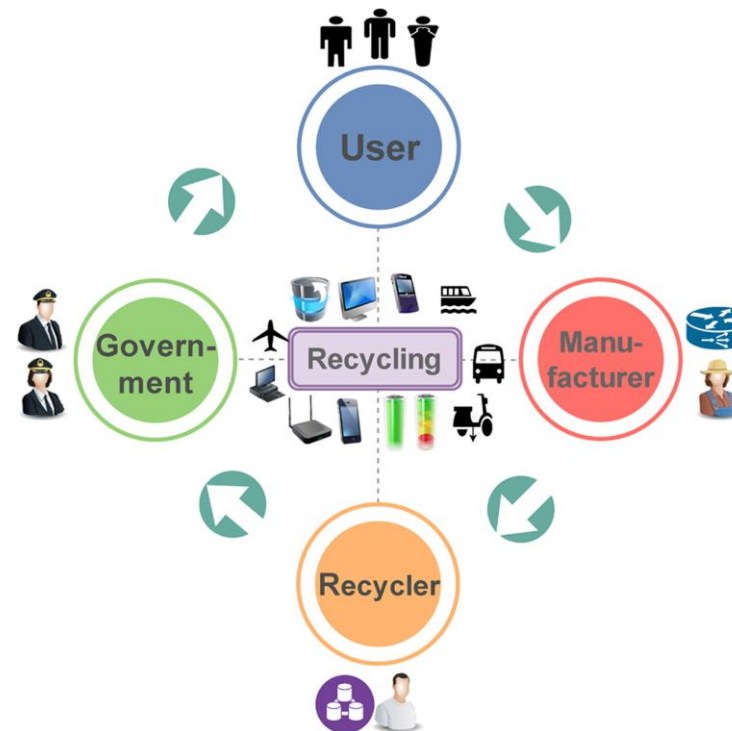 User
Govern-
ment
Recycling
Manu-
facturer
Recycler